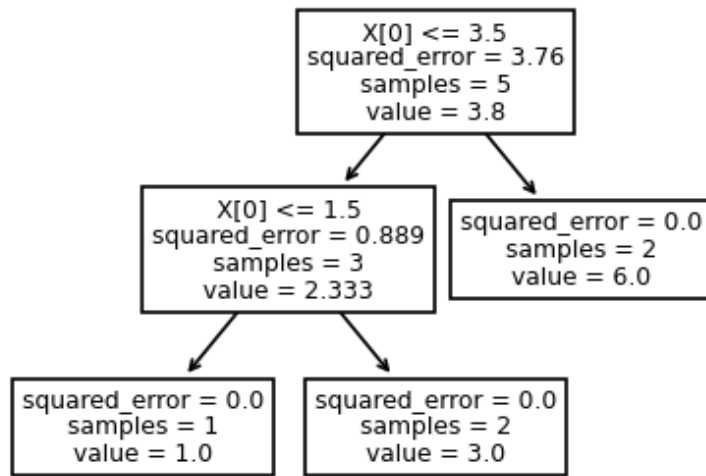 X[0] <= 3.5
squared_error = 3.76
samples = 5
value = 3.8
X[0] <= 1.5
squared_error = 0.889
samples = 3
value = 2.333
squared_error = 0.0
samples = 2
value = 6.0
squared_error = 0.0
samples = 1
value = 1.0
squared_error = 0.0
samples = 2
value = 3.0